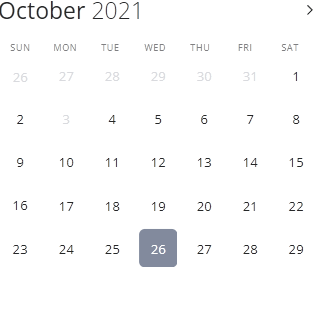 October 2021
SUN MON TUE WED THU FRI SAT
26 27 28 29 30 31 1
2 3 4 5 6 7 8
9 10 11 12 13 14 15
16 17 18 19 20 21 22
23 24 25 26 27 28 29